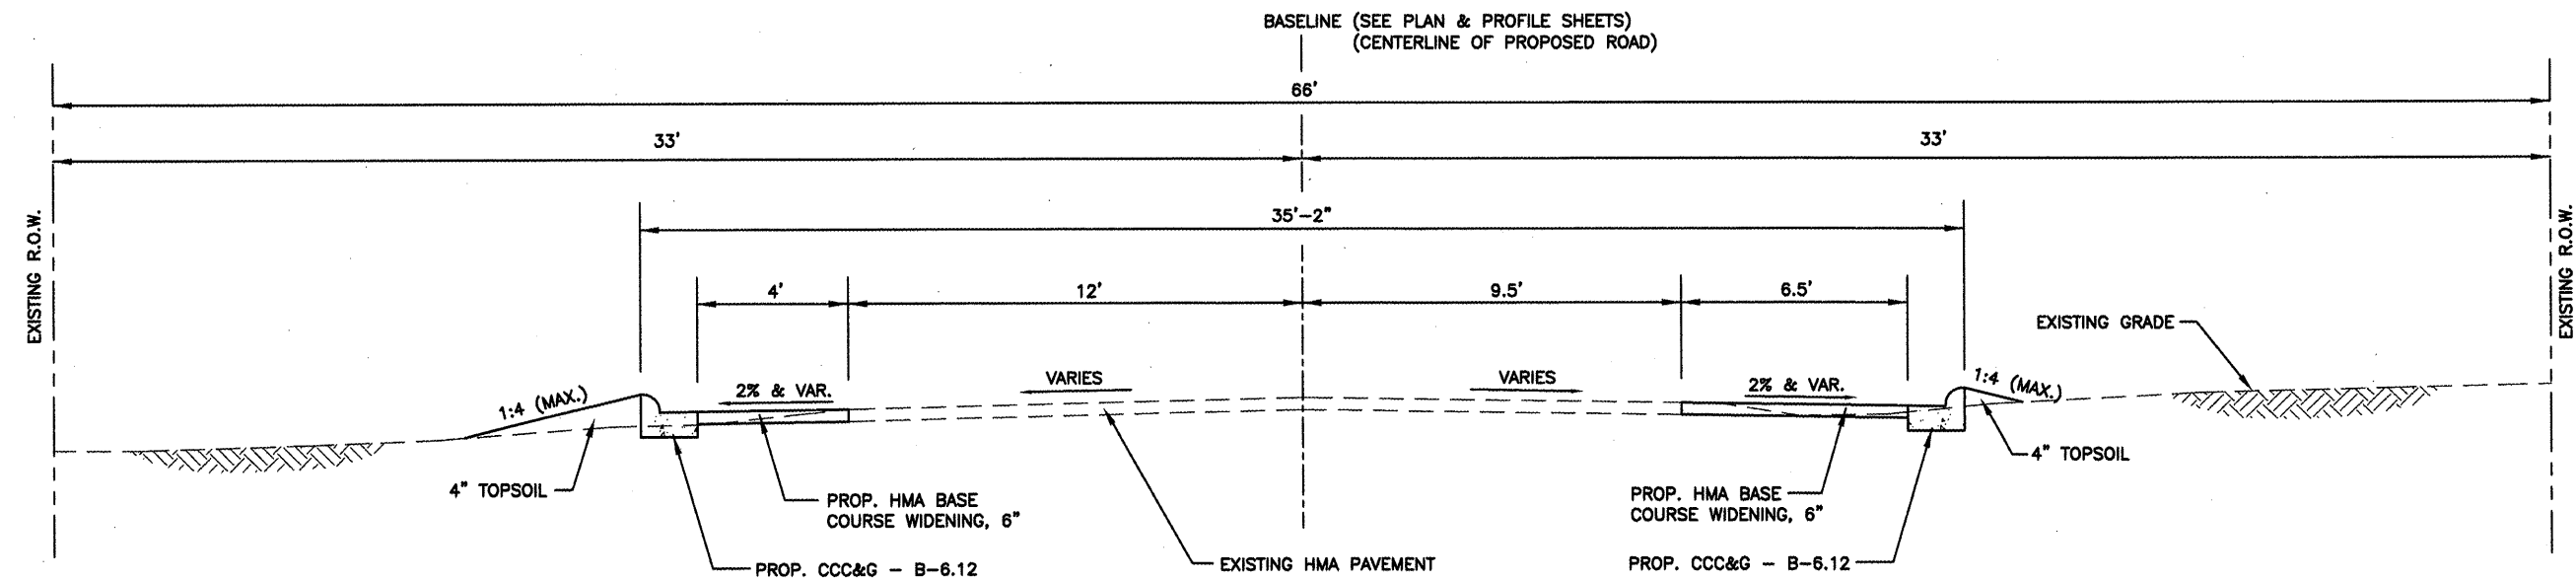 BASELINE (SEE PLAN & PROFILE SHEETS)
(CENTERLINE OF PROPOSED ROAD)
66'
33'
33'
35'-2"
4'
12'
9.5'
6.5'
EXISTING R.O.W.
EXISTING R.O.W.
EXISTING GRADE
1:4 (MAX.)
2% & VAR.
VARIES
VARIES
2% & VAR.
1:4 (MAX.)
4" TOPSOIL
4" TOPSOIL
PROP. HMA BASE
COURSE WIDENING, 6"
PROP. HMA BASE
COURSE WIDENING, 6"
PROP. CCC&G - B-6.12
EXISTING HMA PAVEMENT
PROP. CCC&G - B-6.12